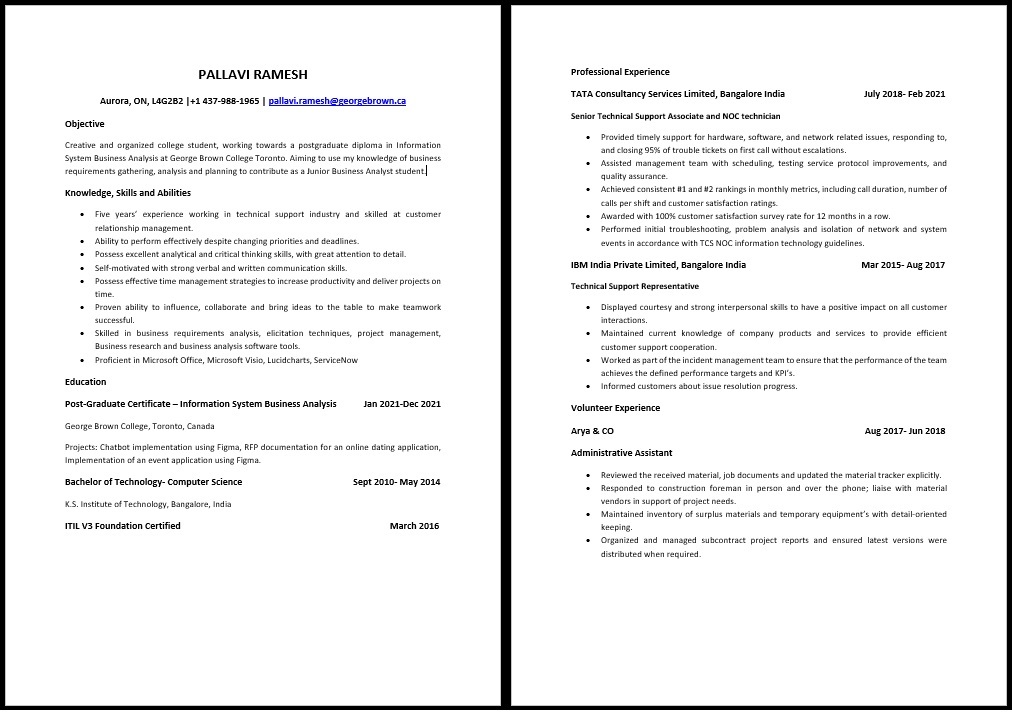 PALLAVI RAMESH
Aurora, ON, L4G2B2 |+1 437-988-1965 | pallavi.ramesh@georgebrown.ca
Objective
Creative and organized college student, working towards a postgraduate diploma in Information
System Business Analysis at George Brown College Toronto. Aiming to use my knowledge of business
requirements gathering, analysis and planning to contribute as a Junior Business Analyst student.
Knowledge, Skills and Abilities
• Five years’ experience working in technical support industry and skilled at customer
relationship management.
• Ability to perform effectively despite changing priorities and deadlines.
• Possess excellent analytical and critical thinking skills, with great attention to detail.
• Self-motivated with strong verbal and written communication skills.
• Possess effective time management strategies to increase productivity and deliver projects on
time.
• Proven ability to influence, collaborate and bring ideas to the table to make teamwork
successful.
• Skilled in business requirements analysis, elicitation techniques, project management,
Business research and business analysis software tools.
• Proficient in Microsoft Office, Microsoft Visio, Lucidcharts, ServiceNow
Education
Post-Graduate Certificate – Information System Business Analysis Jan 2021-Dec 2021
George Brown College, Toronto, Canada
Projects: Chatbot implementation using Figma, RFP documentation for an online dating application,
Implementation of an event application using Figma.
Bachelor of Technology- Computer Science Sept 2010- May 2014
K.S. Institute of Technology, Bangalore, India
ITIL V3 Foundation Certified March 2016
Professional Experience
TATA Consultancy Services Limited, Bangalore India July 2018- Feb 2021
Senior Technical Support Associate and NOC technician
• Provided timely support for hardware, software, and network related issues, responding to,
and closing 95% of trouble tickets on first call without escalations.
• Assisted management team with scheduling, testing service protocol improvements, and
quality assurance.
• Achieved consistent #1 and #2 rankings in monthly metrics, including call duration, number of
calls per shift and customer satisfaction ratings.
• Awarded with 100% customer satisfaction survey rate for 12 months in a row.
• Performed initial troubleshooting, problem analysis and isolation of network and system
events in accordance with TCS NOC information technology guidelines.
IBM India Private Limited, Bangalore India Mar 2015- Aug 2017
Technical Support Representative
• Displayed courtesy and strong interpersonal skills to have a positive impact on all customer
interactions.
• Maintained current knowledge of company products and services to provide efficient
customer support cooperation.
• Worked as part of the incident management team to ensure that the performance of the team
achieves the defined performance targets and KPI’s.
• Informed customers about issue resolution progress.
Volunteer Experience
Arya & CO Aug 2017- Jun 2018
Administrative Assistant
• Reviewed the received material, job documents and updated the material tracker explicitly.
• Responded to construction foreman in person and over the phone; liaise with material
vendors in support of project needs.
• Maintained inventory of surplus materials and temporary equipment’s with detail-oriented
keeping.
• Organized and managed subcontract project reports and ensured latest versions were
distributed when required.